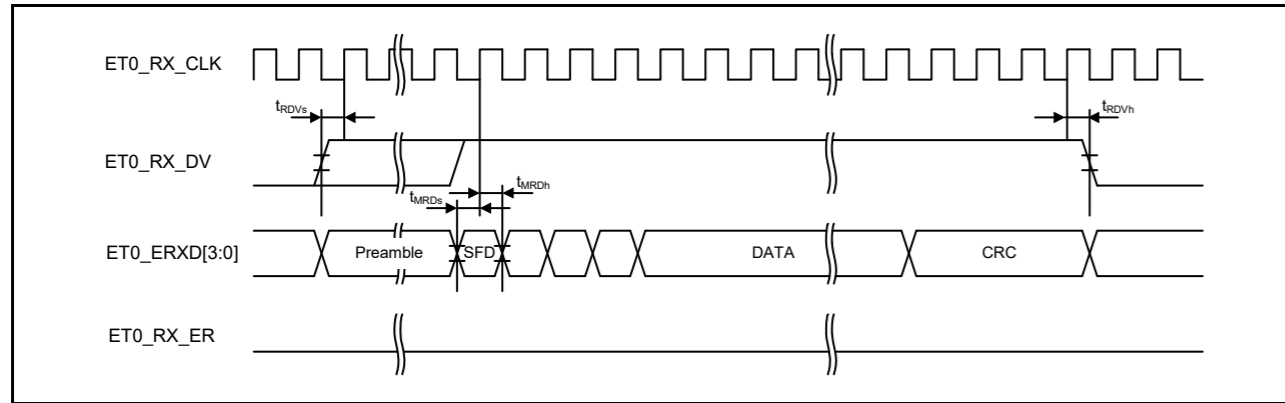 ET0_RX_CLK
tRDVs
tRDVh
ET0_RX_DV
tMRDs
tMRDh
ET0_ERXD[3:0]
Preamble
SFD
DATA
CRC
ET0_RX_ER